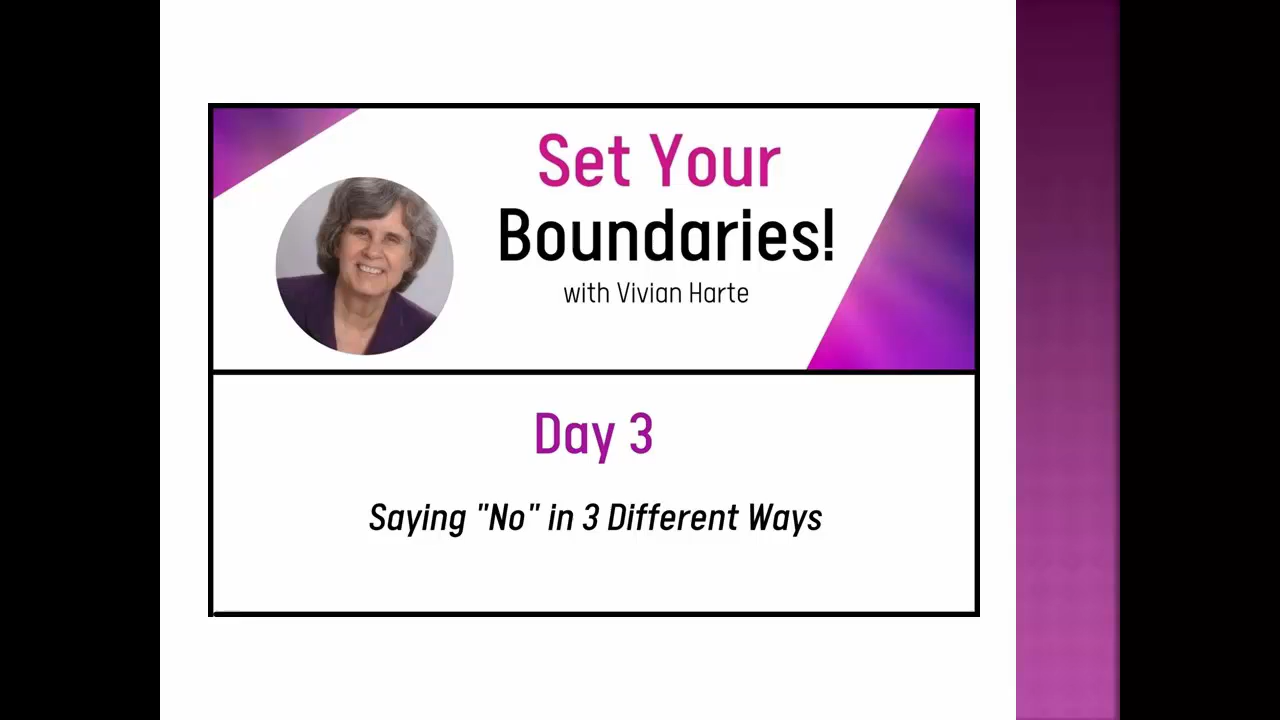 Set Your
Boundaries!
with Vivian Harte
Day 3
Saying "No" in 3 Different Ways